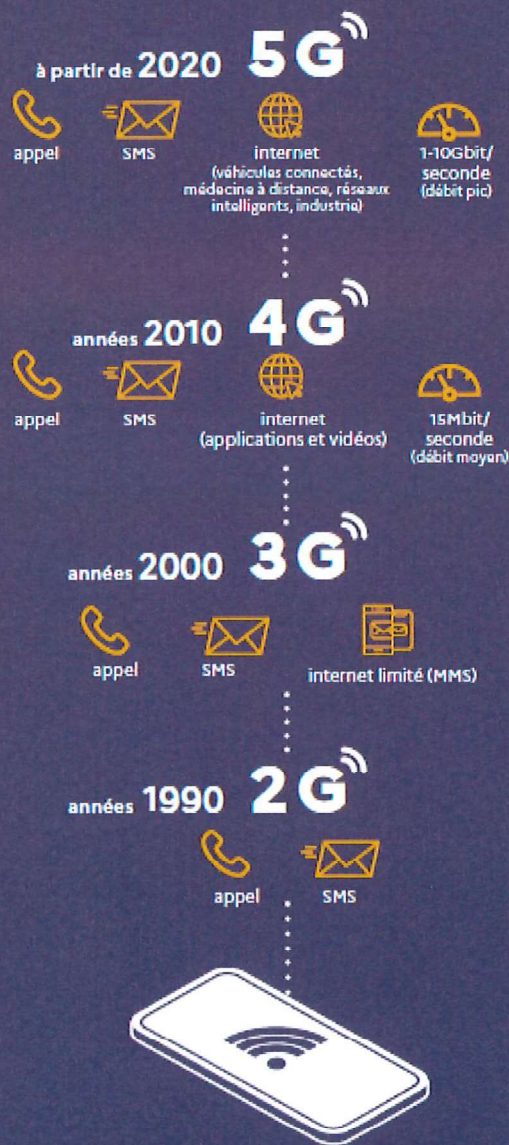 à partir de 2020 5G
appel
SMS
internet
(véhicules connectés,
médecine à distance, réseaux
intelligents, industrie)
1-10Gbit/
seconde
(débit pic)
années 2010 4G
appel
SMS
internet
(applications et vidéos)
15Mbit/
seconde
(débit moyen)
années 2000 3G
appel
SMS
internet limité (MMS)
années 1990 2G
appel
SMS